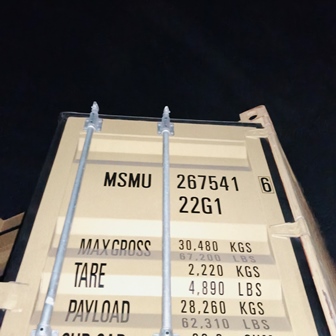 MSMU 267541 6
22G1
MAX GROSS 30,480 KGS
67,200 LBS
TARE 2,220 KGS
4,890 LBS
PAYLOAD 28,260 KGS
62,310 LBS